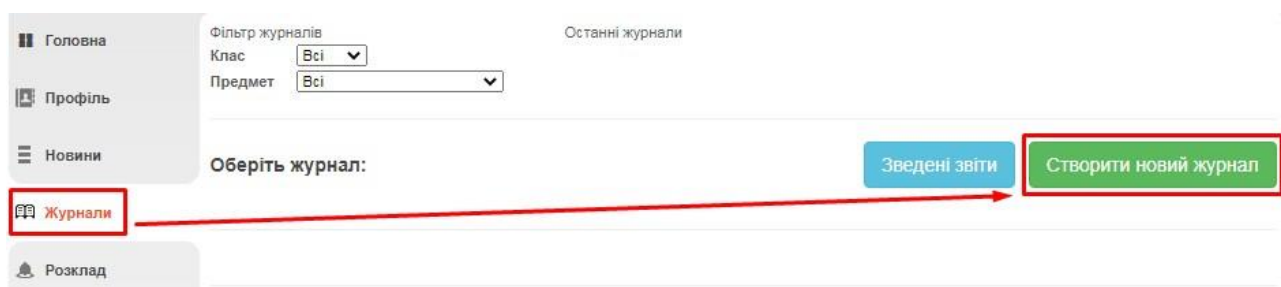 Головна
Профіль
Новини
Журнали
Розклад
Фільтр журналів
Останні журнали
Клас Всі
Предмет Всі
Оберіть журнал:
Зведені звіти
Створити новий журнал